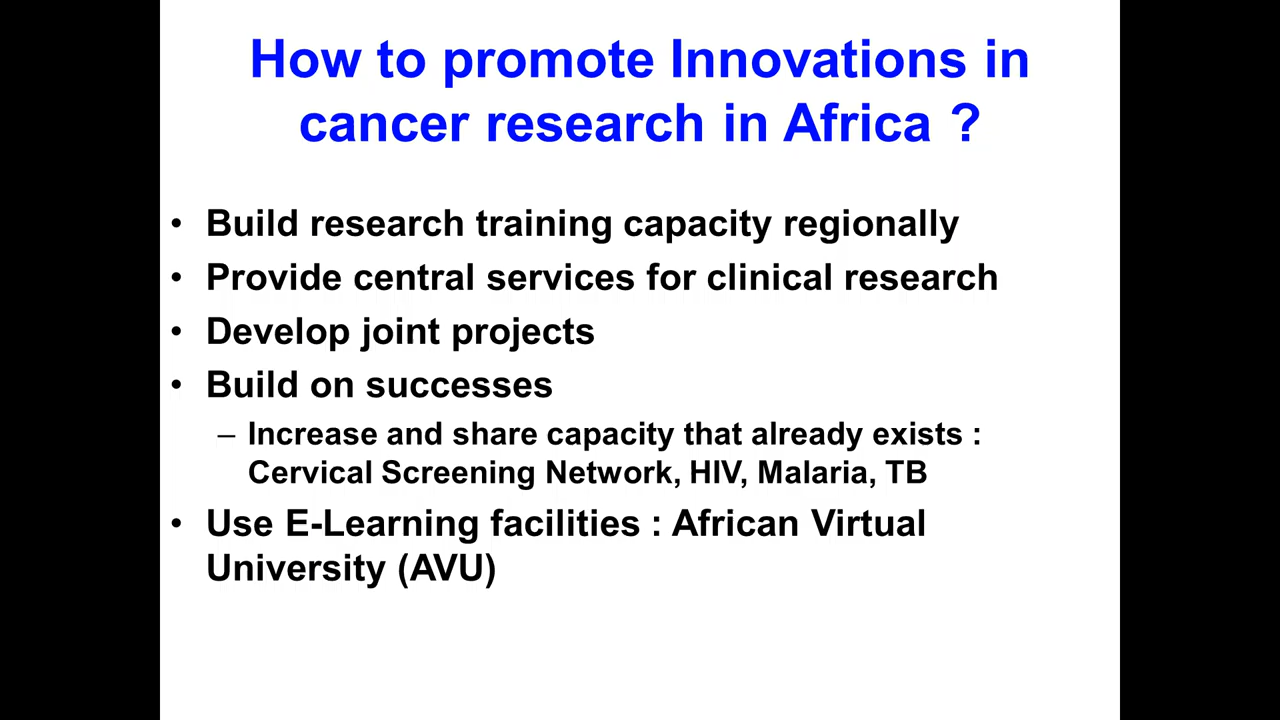 How to promote Innovations in
cancer research in Africa ?
• Build research training capacity regionally
• Provide central services for clinical research
• Develop joint projects
• Build on successes
– Increase and share capacity that already exists :
Cervical Screening Network, HIV, Malaria, TB
• Use E-Learning facilities : African Virtual
University (AVU)